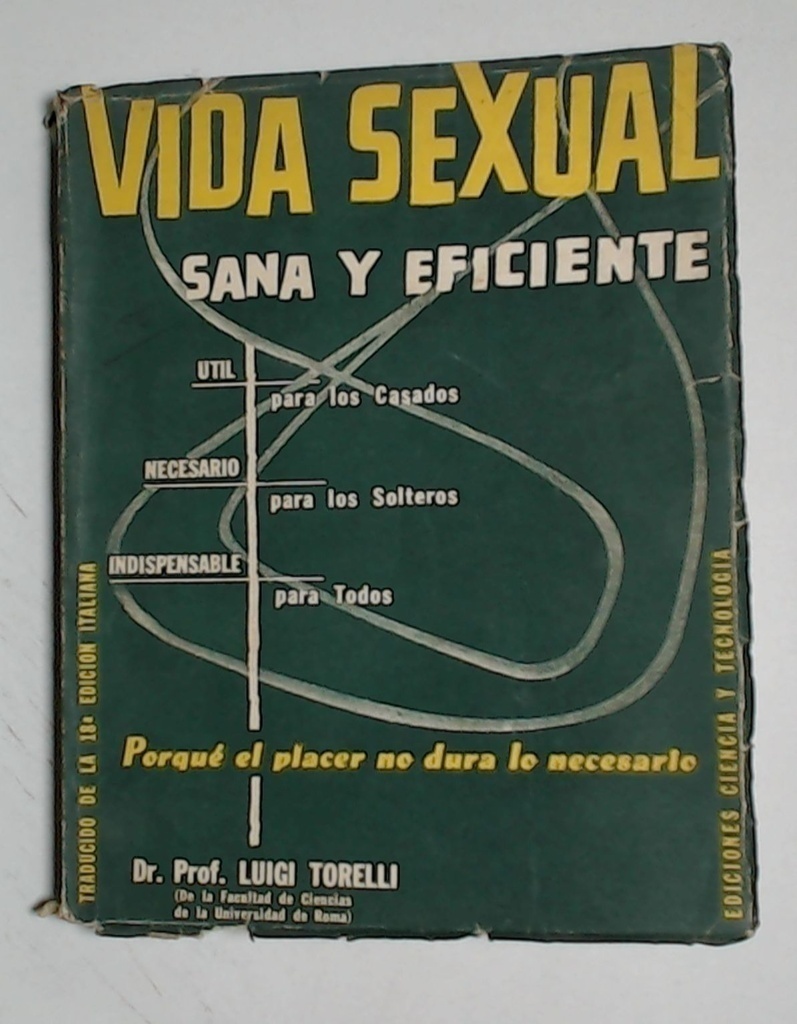 VIDA SEXUAL
SANA Y EFICIENTE
UTIL
para los Casados
NECESARIO
para los Solteros
INDISPENSABLE
para Todos
Porqué el placer no dura lo necesario
Dr. Prof. LUIGI TORELLI
(De la Facultad de Ciencias
de la Universidad de Roma)
TRADUCIDO DE LA 18ª EDICION ITALIANA
EDICIONES CIENCIA Y TECNOLOGIA